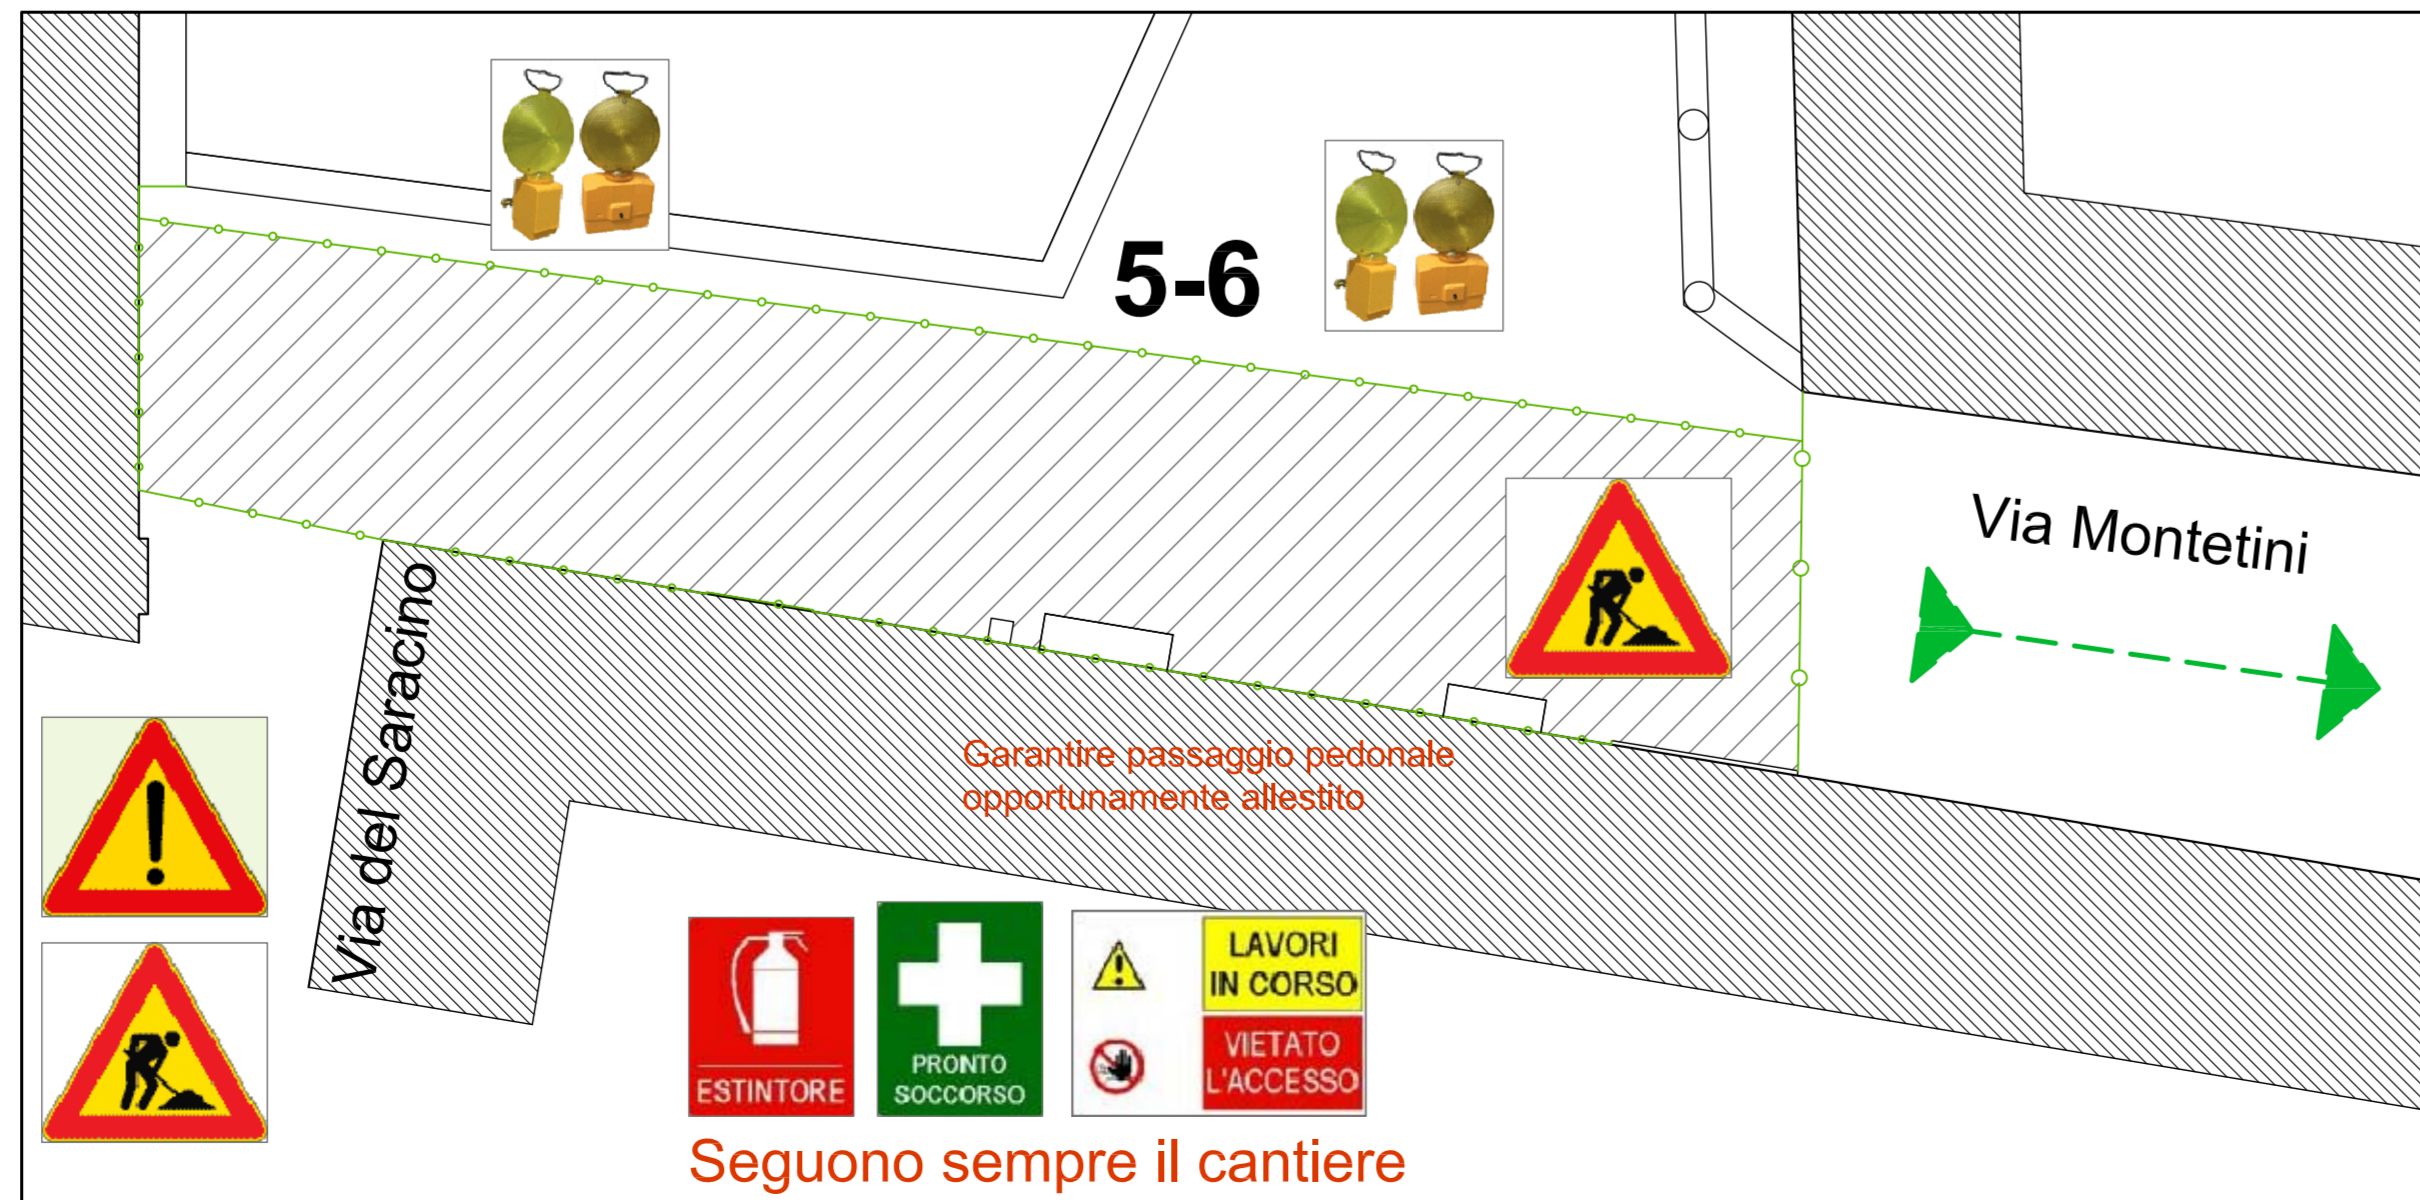 5-6
Via Montetini
Via del Saracino
Garantire passaggio pedonale
opportunamente allestito
ESTINTORE
PRONTO
SOCCORSO
LAVORI
IN CORSO
VIETATO
L'ACCESSO
Seguono sempre il cantiere